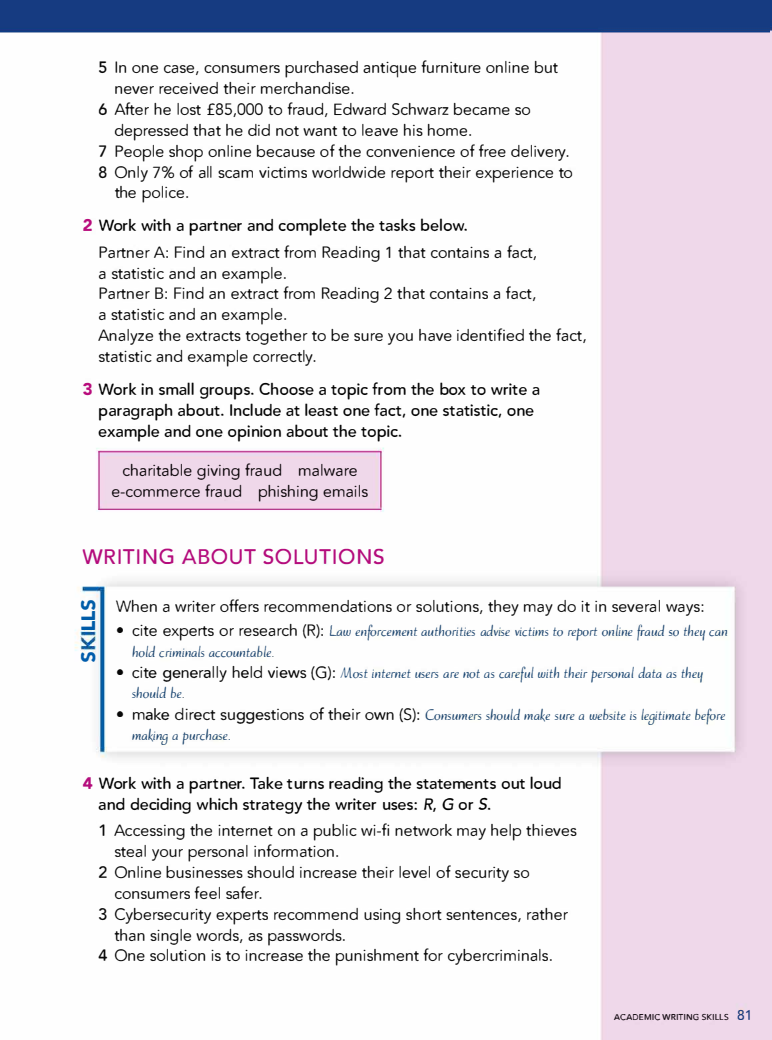 5 In one case, consumers purchased antique furniture online but
never received their merchandise.
6 After he lost £85,000 to fraud, Edward Schwarz became so
depressed that he did not want to leave his home.
7 People shop online because of the convenience of free delivery.
8 Only 7% of all scam victims worldwide report their experience to
the police.
2 Work with a partner and complete the tasks below.
Partner A: Find an extract from Reading 1 that contains a fact,
a statistic and an example.
Partner B: Find an extract from Reading 2 that contains a fact,
a statistic and an example.
Analyze the extracts together to be sure you have identified the fact,
statistic and example correctly.
3 Work in small groups. Choose a topic from the box to write a
paragraph about. Include at least one fact, one statistic, one
example and one opinion about the topic.
charitable giving fraud malware
e-commerce fraud phishing emails
WRITING ABOUT SOLUTIONS
SKILLS
When a writer offers recommendations or solutions, they may do it in several ways:
• cite experts or research (R): Law enforcement authorities advise victims to report online fraud so they can
hold criminals accountable.
• cite generally held views (G): Most internet users are not as careful with their personal data as they
should be.
• make direct suggestions of their own (S): Consumers should make sure a website is legitimate before
making a purchase.
4 Work with a partner. Take turns reading the statements out loud
and deciding which strategy the writer uses: R, G or S.
1 Accessing the internet on a public wi-fi network may help thieves
steal your personal information.
2 Online businesses should increase their level of security so
consumers feel safer.
3 Cybersecurity experts recommend using short sentences, rather
than single words, as passwords.
4 One solution is to increase the punishment for cybercriminals.
ACADEMIC WRITING SKILLS 81